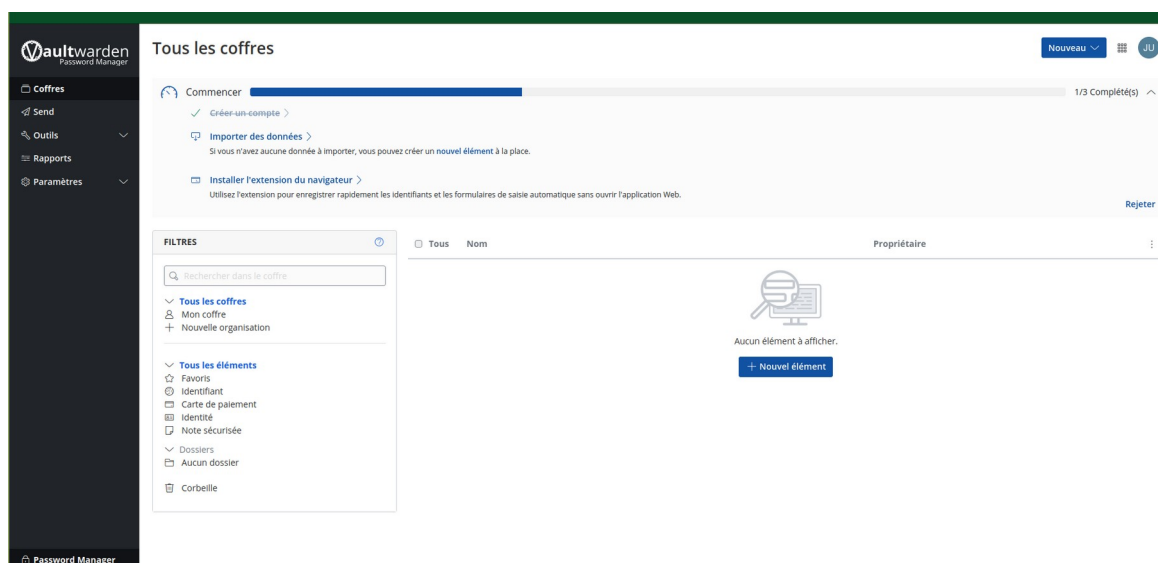 Vaultwarden
Password Manager
Coffres
Send
Outils
Rapports
Paramètres
Password Manager
Tous les coffres
Nouveau
JU
Commencer
1/3 Complété(s)
Créer un compte
Importer des données
Si vous n'avez aucune donnée à importer, vous pouvez créer un nouvel élément à la place.
Installer l'extension du navigateur
Utilisez l'extension pour enregistrer rapidement les identifiants et les formulaires de saisie automatique sans ouvrir l'application Web.
Rejeter
FILTRES
Rechercher dans le coffre
Tous les coffres
Mon coffre
Nouvelle organisation
Tous les éléments
Favoris
Identifiant
Carte de paiement
Identité
Note sécurisée
Dossiers
Aucun dossier
Corbeille
Tous Nom Propriétaire
Aucun élément à afficher.
+ Nouvel élément